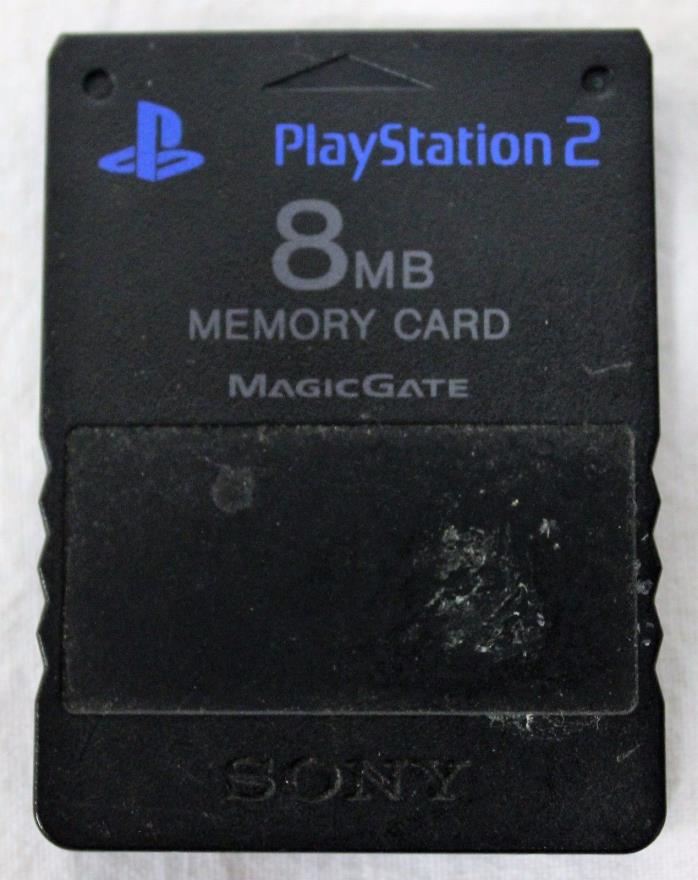 PlayStation 2
8MB
MEMORY CARD
MAGICGATE
SONY